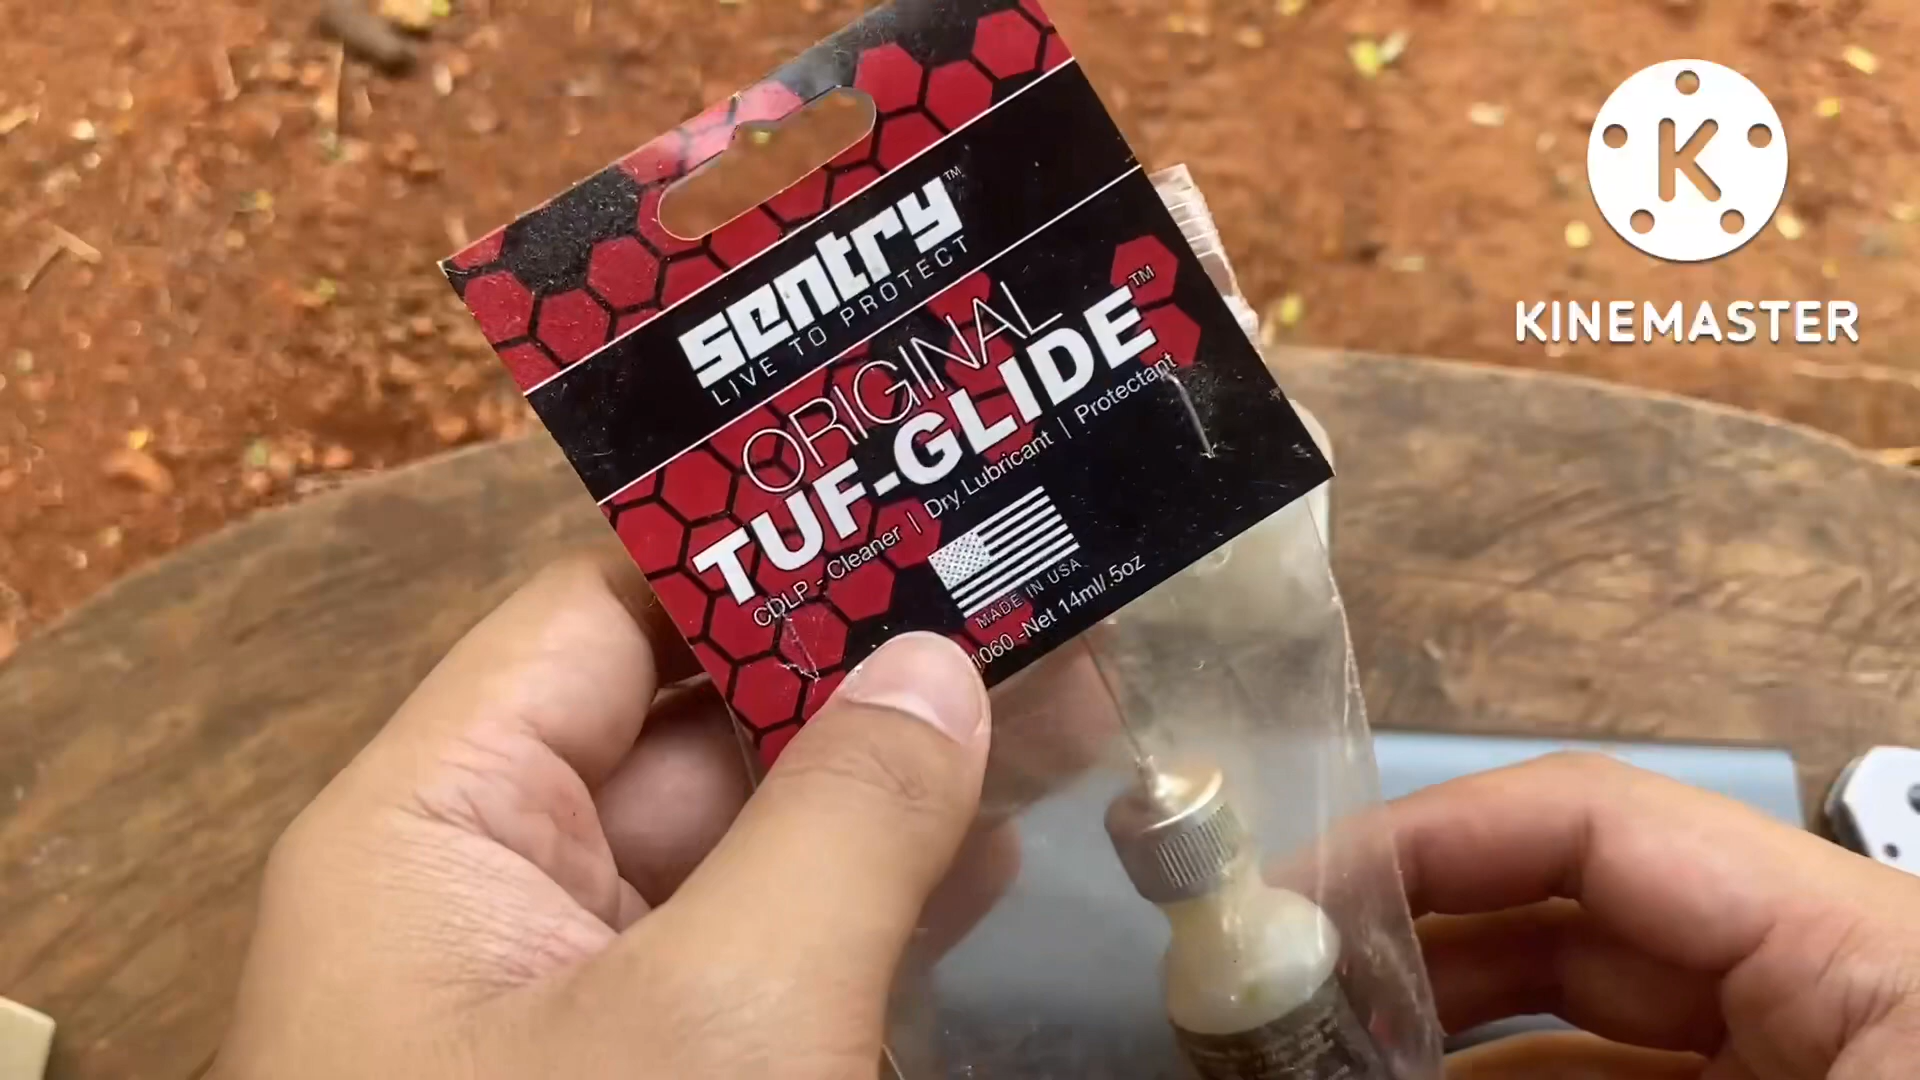 sentry™
LIVE TO PROTECT
ORIGINAL
TUF-GLIDE™
CDLP - Cleaner | Dry Lubricant | Protectant
MADE IN USA
1060 -Net 14ml/.5oz
K
KINEMASTER